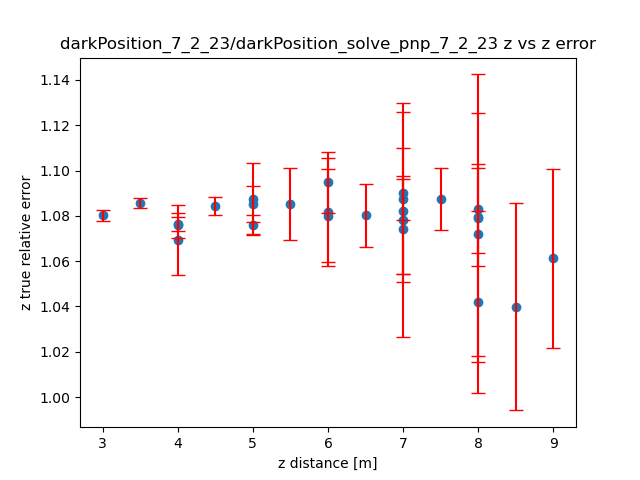 darkPosition_7_2_23/darkPosition_solve_pnp_7_2_23 z vs z error
z true relative error
1.14
1.12
1.10
1.08
1.06
1.04
1.02
1.00
3 4 5 6 7 8 9
z distance [m]